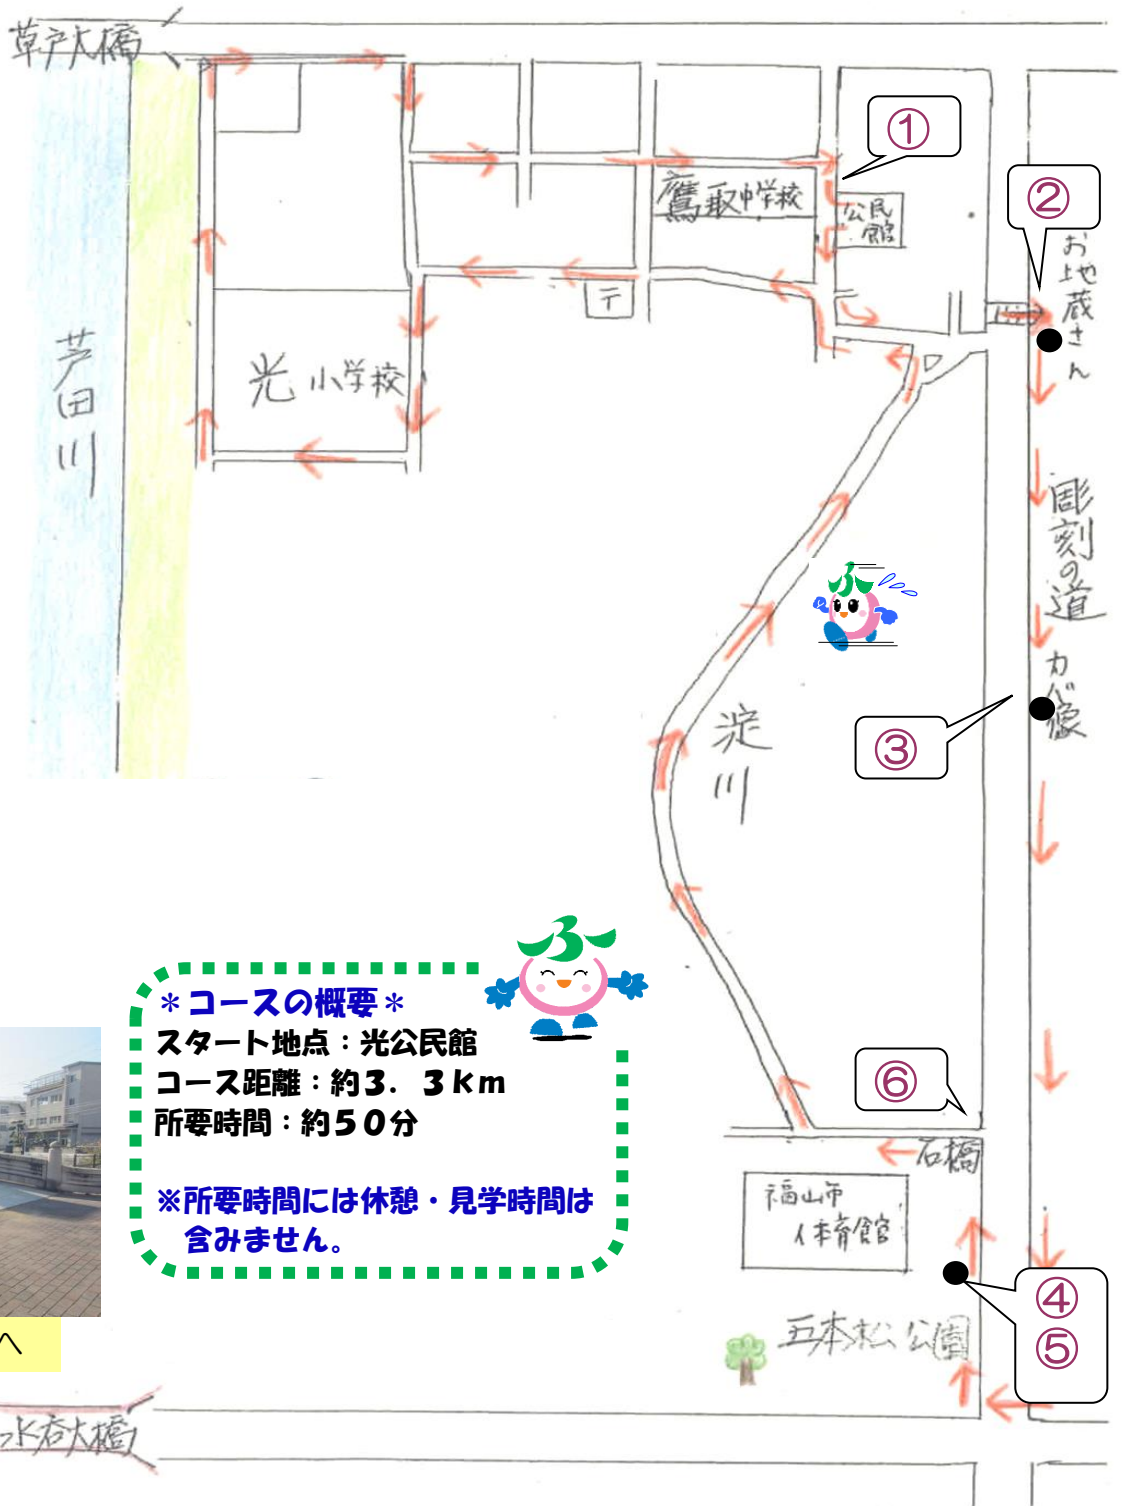 草戸大橋
①
②
鷹取中学校
公民
館
お地蔵さん
〒
芦田川
光小学校
彫刻の道
カバ像
③
淀川
ふ
ふ
＊コースの概要＊
スタート地点：光公民館
コース距離：約３．３ｋｍ
所要時間：約５０分
※所要時間には休憩・見学時間は
含みません。
⑥
石橋
福山市
体育館
④
⑤
五本松公園
へ
水呑大橋